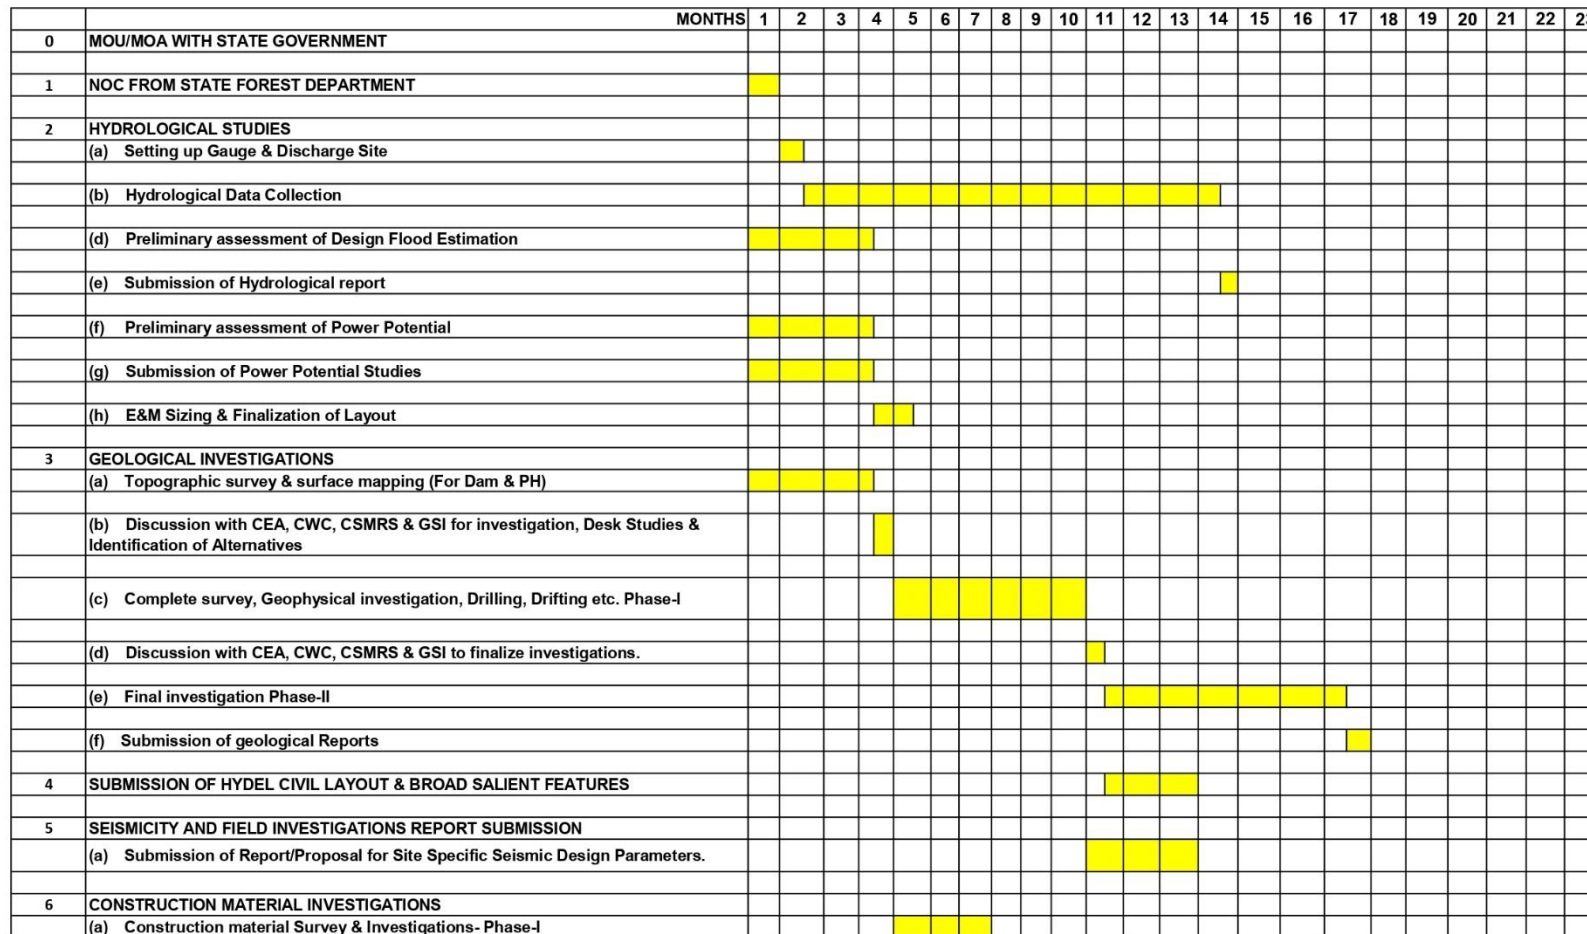 MONTHS 1 2 3 4 5 6 7 8 9 10 11 12 13 14 15 16 17 18 19 20 21 22
0 MOU/MOA WITH STATE GOVERNMENT
1 NOC FROM STATE FOREST DEPARTMENT
2 HYDROLOGICAL STUDIES
(a) Setting up Gauge & Discharge Site
(b) Hydrological Data Collection
(d) Preliminary assessment of Design Flood Estimation
(e) Submission of Hydrological report
(f) Preliminary assessment of Power Potential
(g) Submission of Power Potential Studies
(h) E&M Sizing & Finalization of Layout
3 GEOLOGICAL INVESTIGATIONS
(a) Topographic survey & surface mapping (For Dam & PH)
(b) Discussion with CEA, CWC, CSMRS & GSI for investigation, Desk Studies &
Identification of Alternatives
(c) Complete survey, Geophysical investigation, Drilling, Drifting etc. Phase-I
(d) Discussion with CEA, CWC, CSMRS & GSI to finalize investigations.
(e) Final investigation Phase-II
(f) Submission of geological Reports
4 SUBMISSION OF HYDEL CIVIL LAYOUT & BROAD SALIENT FEATURES
5 SEISMICITY AND FIELD INVESTIGATIONS REPORT SUBMISSION
(a) Submission of Report/Proposal for Site Specific Seismic Design Parameters.
6 CONSTRUCTION MATERIAL INVESTIGATIONS
(a) Construction material Survey & Investigations- Phase-I